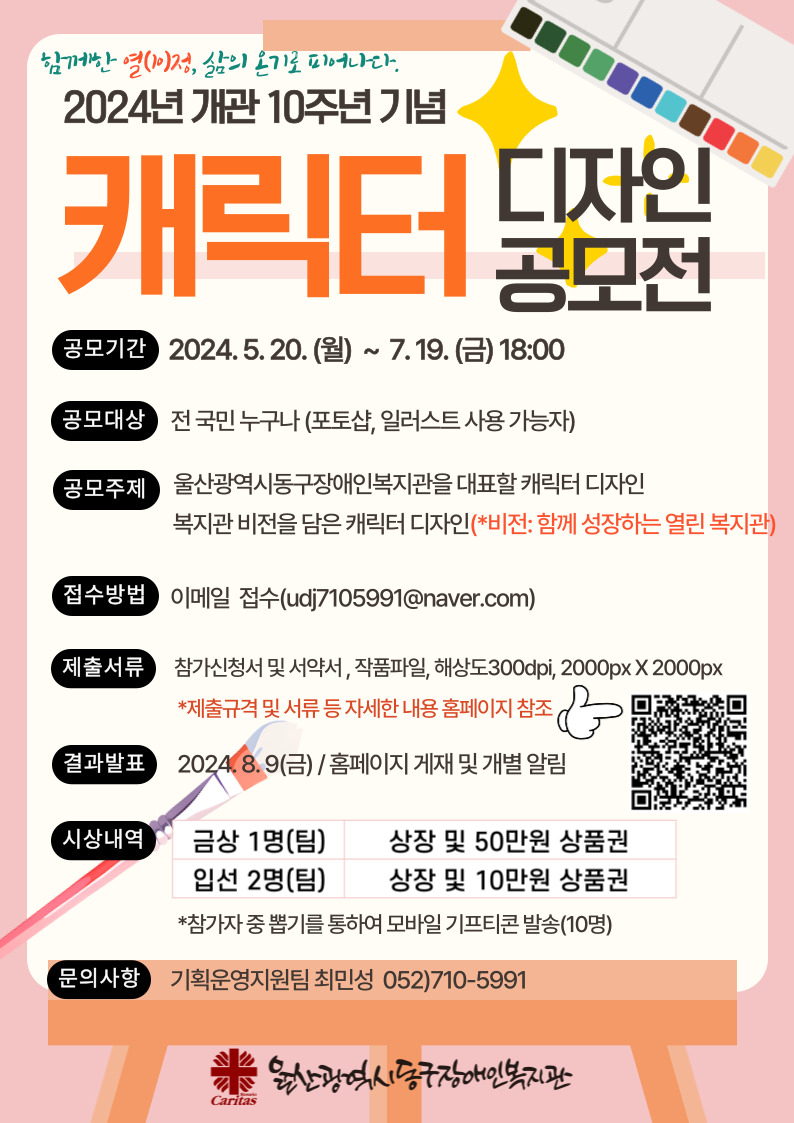 함께한 열(10)정, 삶의 온기로 피어나다.
2024년 개관 10주년 기념
캐릭터 디자인
공모전
공모기간 2024. 5. 20. (월) ~ 7. 19. (금) 18:00
공모대상 전 국민 누구나 (포토샵, 일러스트 사용 가능자)
공모주제 울산광역시동구장애인복지관을 대표할 캐릭터 디자인
복지관 비전을 담은 캐릭터 디자인(*비전: 함께 성장하는 열린 복지관)
접수방법 이메일 접수(udj7105991@naver.com)
제출서류 참가신청서 및 서약서 , 작품파일, 해상도300dpi, 2000px X 2000px
*제출규격 및 서류 등 자세한 내용 홈페이지 참조
결과발표 2024. 8. 9(금) / 홈페이지 게재 및 개별 알림
시상내역 금상 1명(팀) 상장 및 50만원 상품권
입선 2명(팀) 상장 및 10만원 상품권
*참가자 중 뽑기를 통하여 모바일 기프티콘 발송(10명)
문의사항 기획운영지원팀 최민성 052)710-5991
Caritas 울산광역시동구장애인복지관